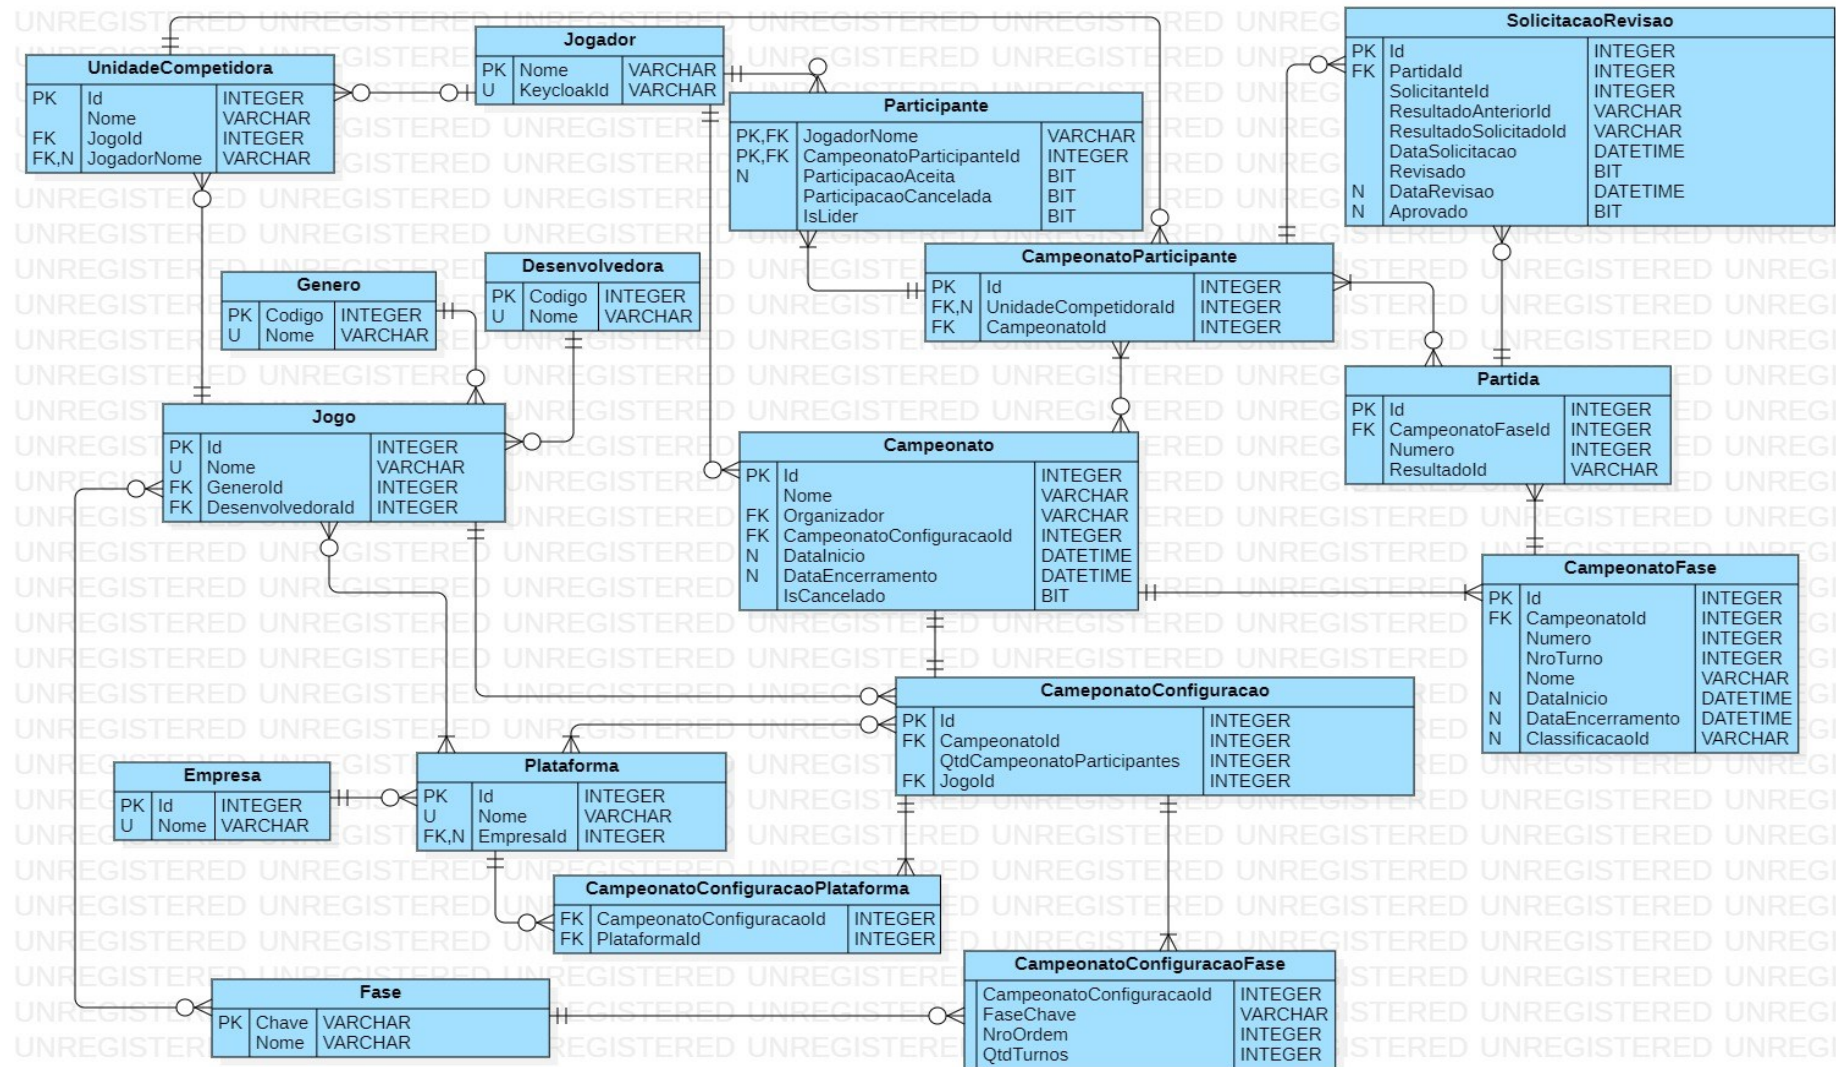 UnidadeCompetidora
PK Id INTEGER
Nome VARCHAR
FK JogoId INTEGER
FK,N JogadorNome VARCHAR
Jogador
PK Nome VARCHAR
U KeycloakId VARCHAR
Participante
PK,FK JogadorNome VARCHAR
PK,FK CampeonatoParticipanteId INTEGER
N ParticipacaoAceita BIT
ParticipacaoCancelada BIT
IsLider BIT
SolicitacaoRevisao
PK Id INTEGER
FK PartidaId INTEGER
SolicitanteId INTEGER
ResultadoAnteriorId VARCHAR
ResultadoSolicitadoId VARCHAR
DataSolicitacao DATETIME
Revisado BIT
N DataRevisao DATETIME
N Aprovado BIT
Genero
PK Codigo INTEGER
U Nome VARCHAR
Desenvolvedora
PK Codigo INTEGER
U Nome VARCHAR
CampeonatoParticipante
PK Id INTEGER
FK,N UnidadeCompetidoraId INTEGER
FK CampeonatoId INTEGER
Jogo
PK Id INTEGER
U Nome VARCHAR
FK GeneroId INTEGER
FK DesenvolvedoraId INTEGER
Campeonato
PK Id INTEGER
Nome VARCHAR
FK Organizador VARCHAR
FK CampeonatoConfiguracaoId INTEGER
N DataInicio DATETIME
N DataEncerramento DATETIME
IsCancelado BIT
Partida
PK Id INTEGER
FK CampeonatoFaseId INTEGER
Numero INTEGER
ResultadoId VARCHAR
CampeonatoFase
PK Id INTEGER
FK CampeonatoId INTEGER
Numero INTEGER
NroTurno INTEGER
Nome VARCHAR
N DataInicio DATETIME
N DataEncerramento DATETIME
N ClassificacaoId VARCHAR
CameponatoConfiguracao
PK Id INTEGER
FK CampeonatoId INTEGER
QtdCampeonatoParticipantes INTEGER
FK JogoId INTEGER
Empresa
PK Id INTEGER
U Nome VARCHAR
Plataforma
PK Id INTEGER
U Nome VARCHAR
FK,N EmpresaId INTEGER
CampeonatoConfiguracaoPlataforma
FK CampeonatoConfiguracaoId INTEGER
FK PlataformaId INTEGER
Fase
PK Chave VARCHAR
Nome VARCHAR
CampeonatoConfiguracaoFase
CampeonatoConfiguracaoId INTEGER
FaseChave VARCHAR
NroOrdem INTEGER
QtdTurnos INTEGER
UNREGISTERED